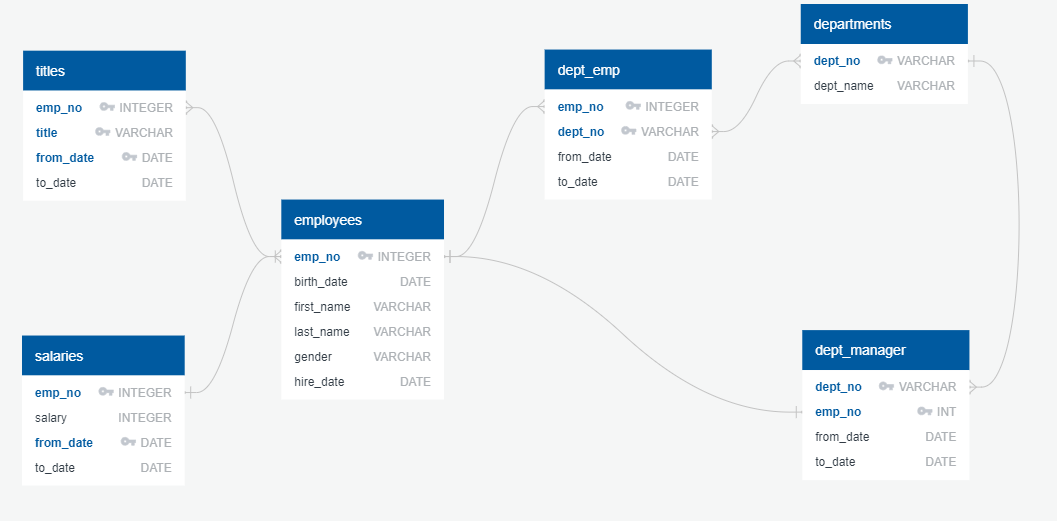 departments
dept_no VARCHAR
dept_name VARCHAR
titles
emp_no INTEGER
title VARCHAR
from_date DATE
to_date DATE
dept_emp
emp_no INTEGER
dept_no VARCHAR
from_date DATE
to_date DATE
employees
emp_no INTEGER
birth_date DATE
first_name VARCHAR
last_name VARCHAR
gender VARCHAR
hire_date DATE
salaries
emp_no INTEGER
salary INTEGER
from_date DATE
to_date DATE
dept_manager
dept_no VARCHAR
emp_no INT
from_date DATE
to_date DATE